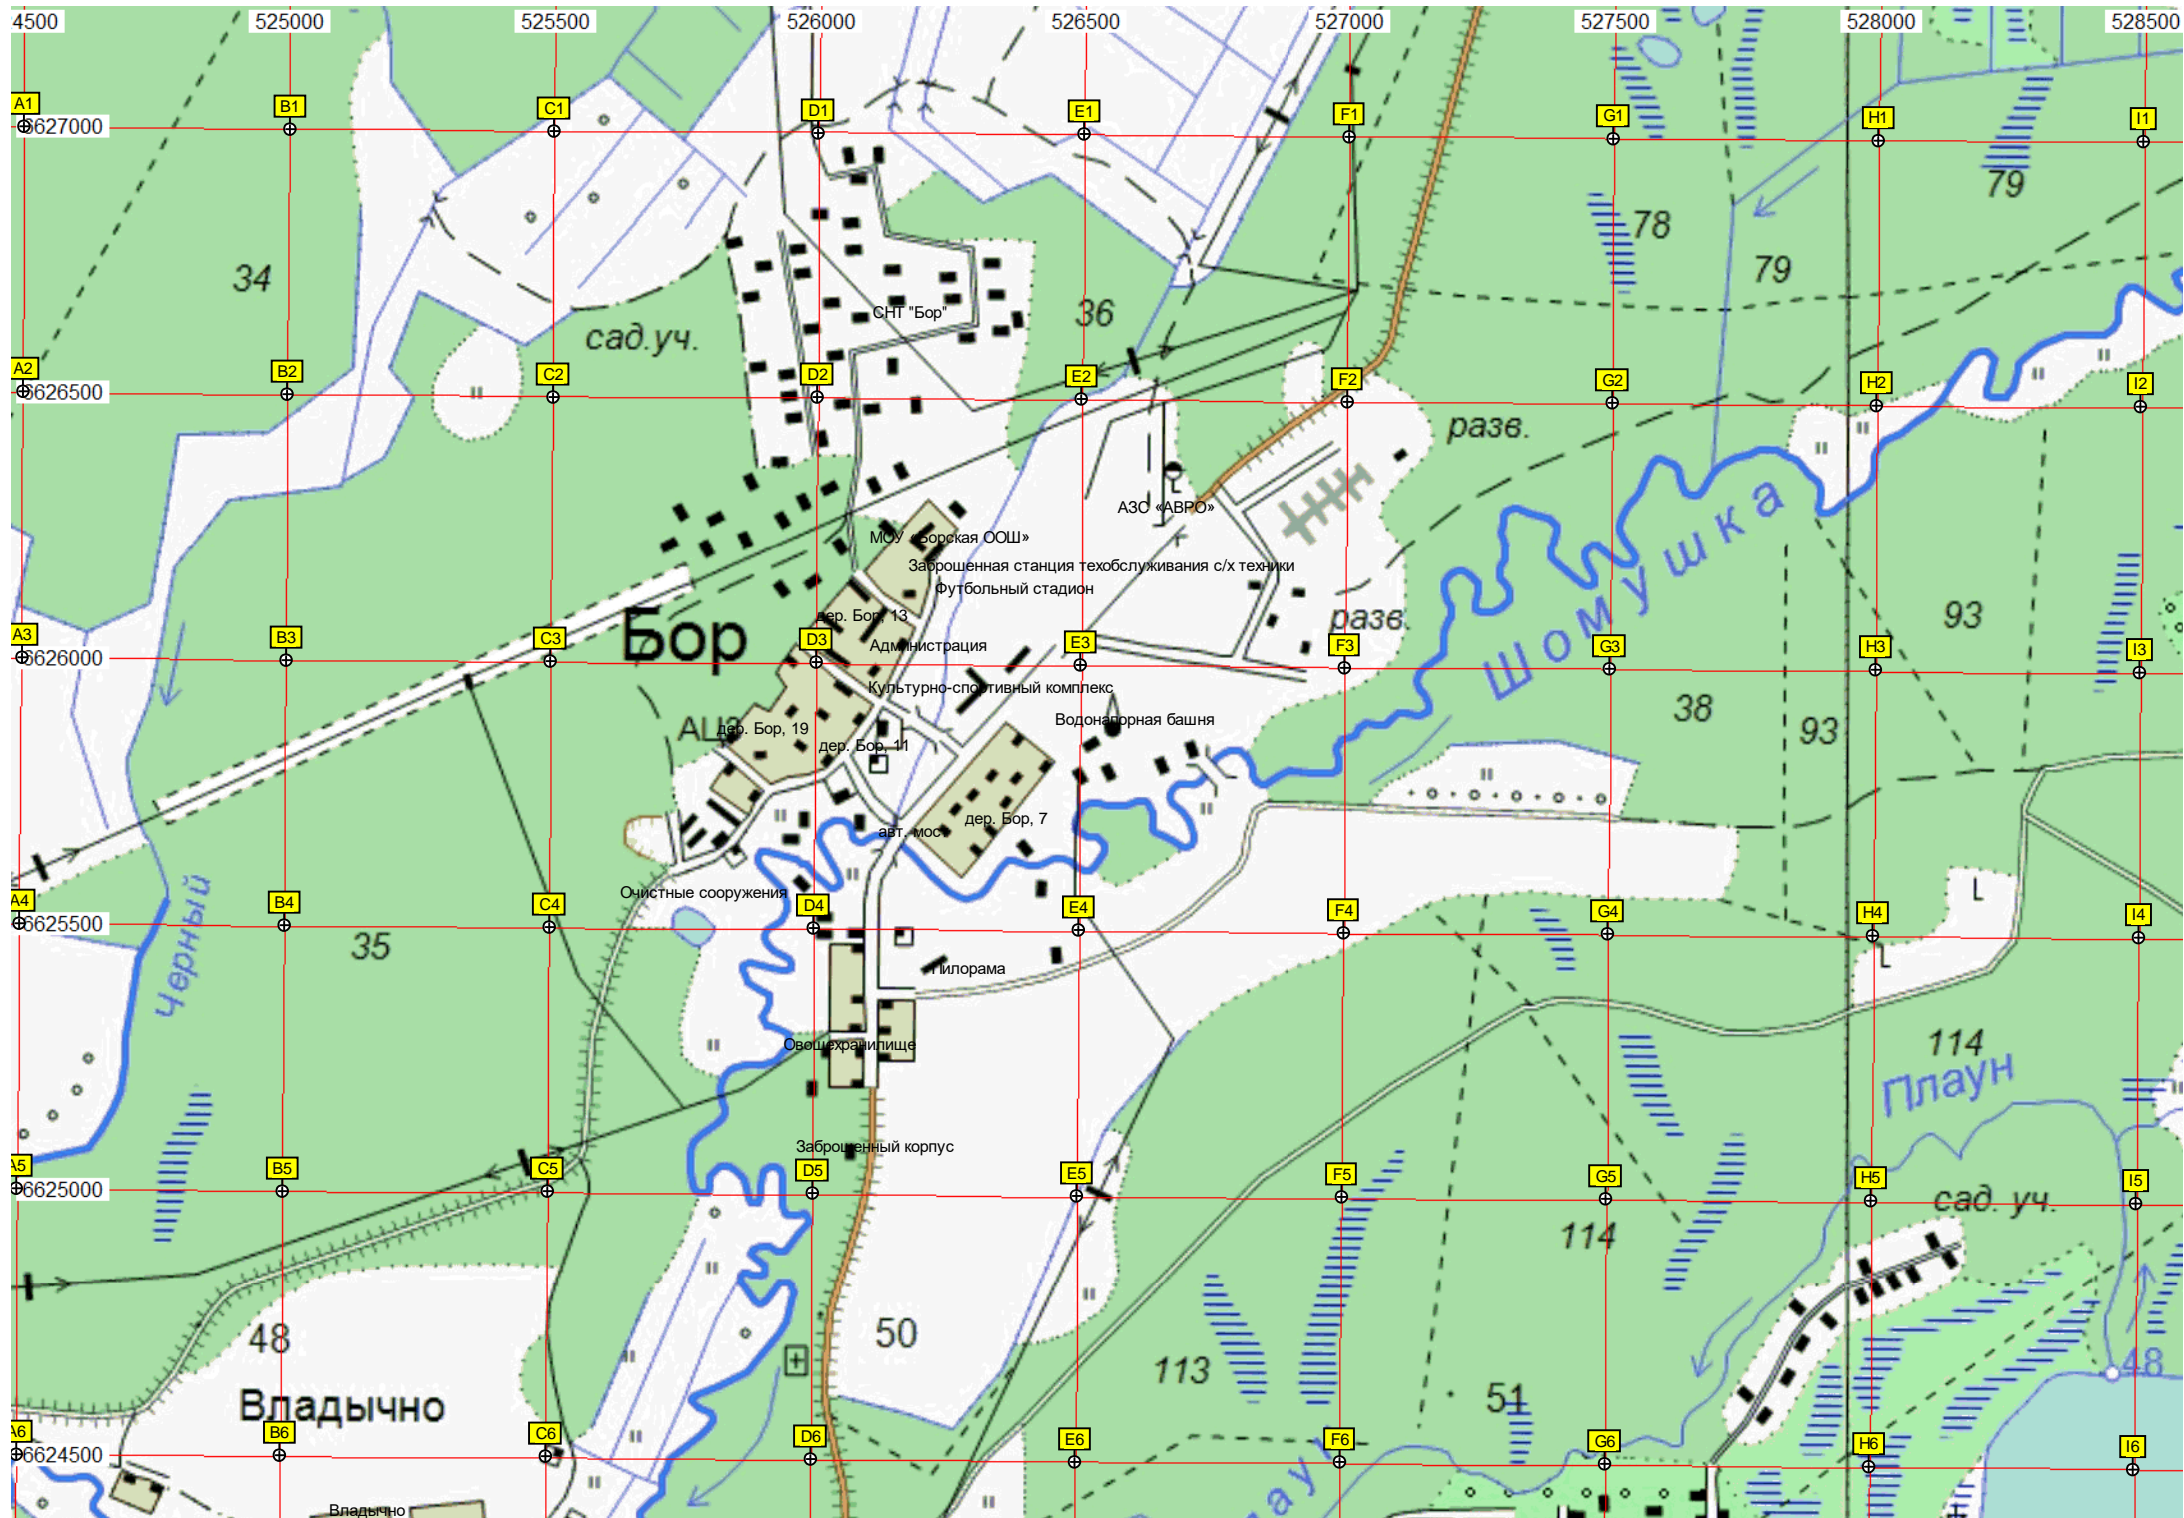 4500 525000 525500 526000 526500 527000 527500 528000 528500
A1 B1 C1 D1 E1 F1 G1 H1 I1
6627000
79
78
34
79
СНТ "Бор"
36
сад.уч.
A2 B2 C2 D2 E2 F2 G2 H2 I2
6626500
разв.
Шомушка
АЗС «АВРО»
МОУ «Борская ООШ»
Заброшенная станция техобслуживания с/х техники
Футбольный стадион
дер. Бор, 13
разв.
93
Бор
A3 B3 C3 D3 E3 F3 G3 H3 I3
6626000
Администрация
Культурно-спортивный комплекс
38
Водонапорная башня
АЦЗ
дер. Бор, 19
93
дер. Бор, 11
дер. Бор, 7
авт. мост
Черный
Очистные сооружения
A4 B4 C4 D4 E4 F4 G4 H4 I4
6625500
35
Пилорама
Овощехранилище
114
Плаун
Заброшенный корпус
A5 B5 C5 D5 E5 F5 G5 H5 I5
6625000
сад. уч.
114
48
50
113
48
51
Владычно
A6 B6 C6 D6 E6 F6 G6 H6 I6
6624500
Владычно